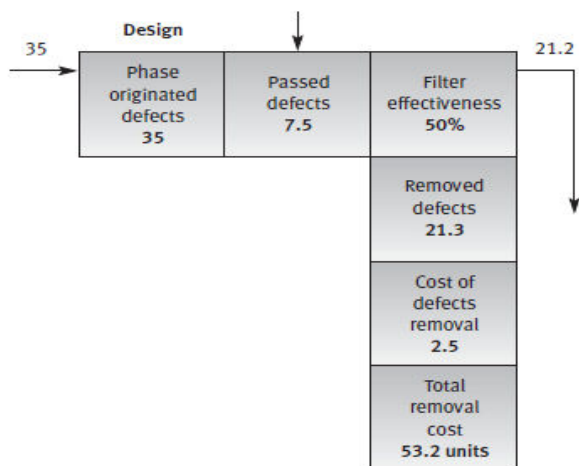 Design
35
21.2
Phase
originated
defects
35
Passed
defects
7.5
Filter
effectiveness
50%
Removed
defects
21.3
Cost of
defects
removal
2.5
Total
removal
cost
53.2 units